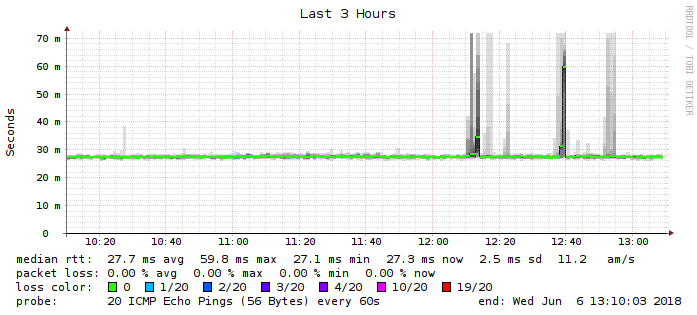 Last 3 Hours
RRDTOOL / TOBI OETIKER
Seconds
70 m
60 m
50 m
40 m
30 m
20 m
10 m
0
10:20 10:40 11:00 11:20 11:40 12:00 12:20 12:40 13:00
median rtt: 27.7 ms avg 59.8 ms max 27.1 ms min 27.3 ms now 2.5 ms sd 11.2 am/s
packet loss: 0.00 % avg 0.00 % max 0.00 % min 0.00 % now
loss color: 0 1/20 2/20 3/20 4/20 10/20 19/20
probe: 20 ICMP Echo Pings (56 Bytes) every 60s end: Wed Jun 6 13:10:03 2018